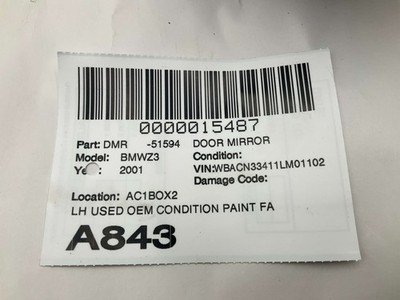 0000015487
Part: DMR -51594 DOOR MIRROR
Model: BMWZ3 Condition:
2001 VIN:WBACN33411LM01102
Damage Code:
Location: AC1BOX2
LH USED OEM CONDITION PAINT FA
A843